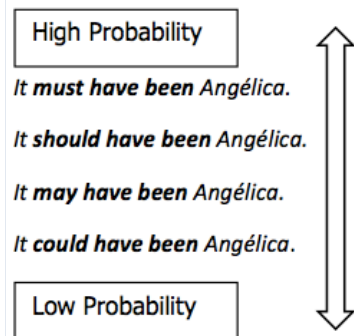 High Probability
It must have been Angélica.
It should have been Angélica.
It may have been Angélica.
It could have been Angélica.
Low Probability